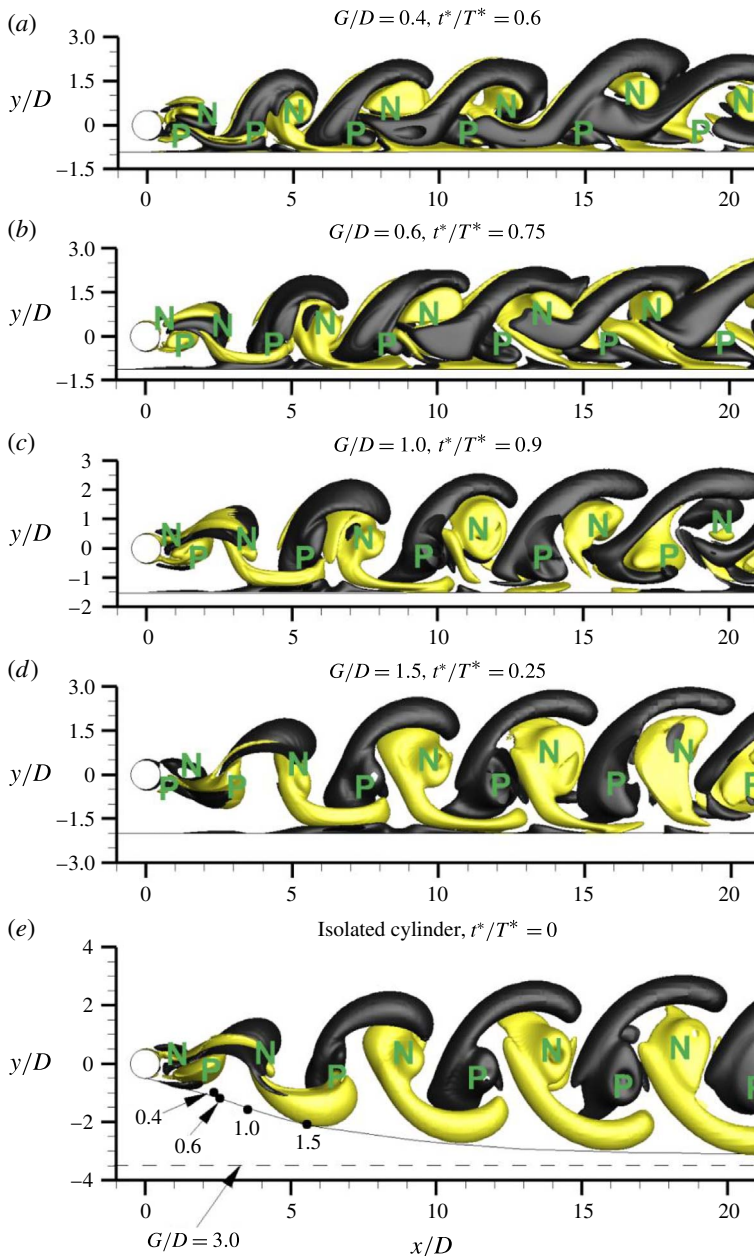 (a)
G/D = 0.4, t*/T* = 0.6
3.0
1.5
y/D
0
−1.5
N N N N N N
P P P P P P
0 5 10 15 20
(b)
G/D = 0.6, t*/T* = 0.75
3.0
1.5
y/D
0
−1.5
N N N N N N
P P P P P P
0 5 10 15 20
(c)
G/D = 1.0, t*/T* = 0.9
3
2
1
y/D
0
−1
−2
N N N N N N
P P P P P
0 5 10 15 20
(d)
G/D = 1.5, t*/T* = 0.25
3.0
1.5
y/D
0
−1.5
−3.0
N N N N N
P P P P P P
0 5 10 15 20
(e)
Isolated cylinder, t*/T* = 0
4
2
y/D
0
−2
−4
N N N N N
P P P P P
0.4
0.6
1.0
1.5
0 5 10 15 20
G/D = 3.0
x/D